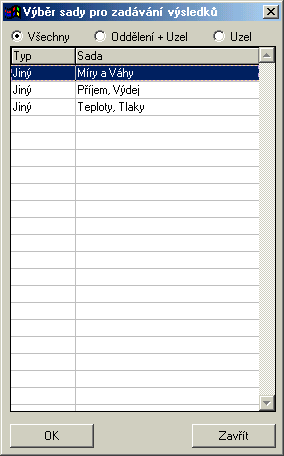 Výběr sady pro zadávání výsledků
Všechny Oddělení + Uzel Uzel
Typ Sada
Jiný Míry a Váhy
Jiný Příjem, Výdej
Jiný Teploty, Tlaky
OK Zavřít